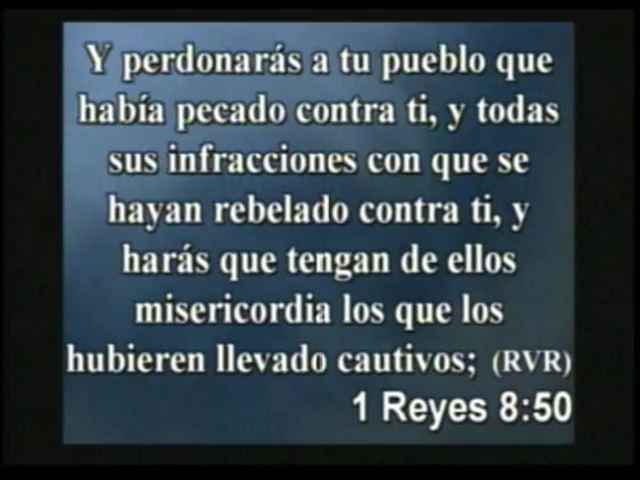 Y perdonarás a tu pueblo que
había pecado contra ti, y todas
sus infracciones con que se
hayan rebelado contra ti, y
harás que tengan de ellos
misericordia los que los
hubieren llevado cautivos; (RVR)
1 Reyes 8:50